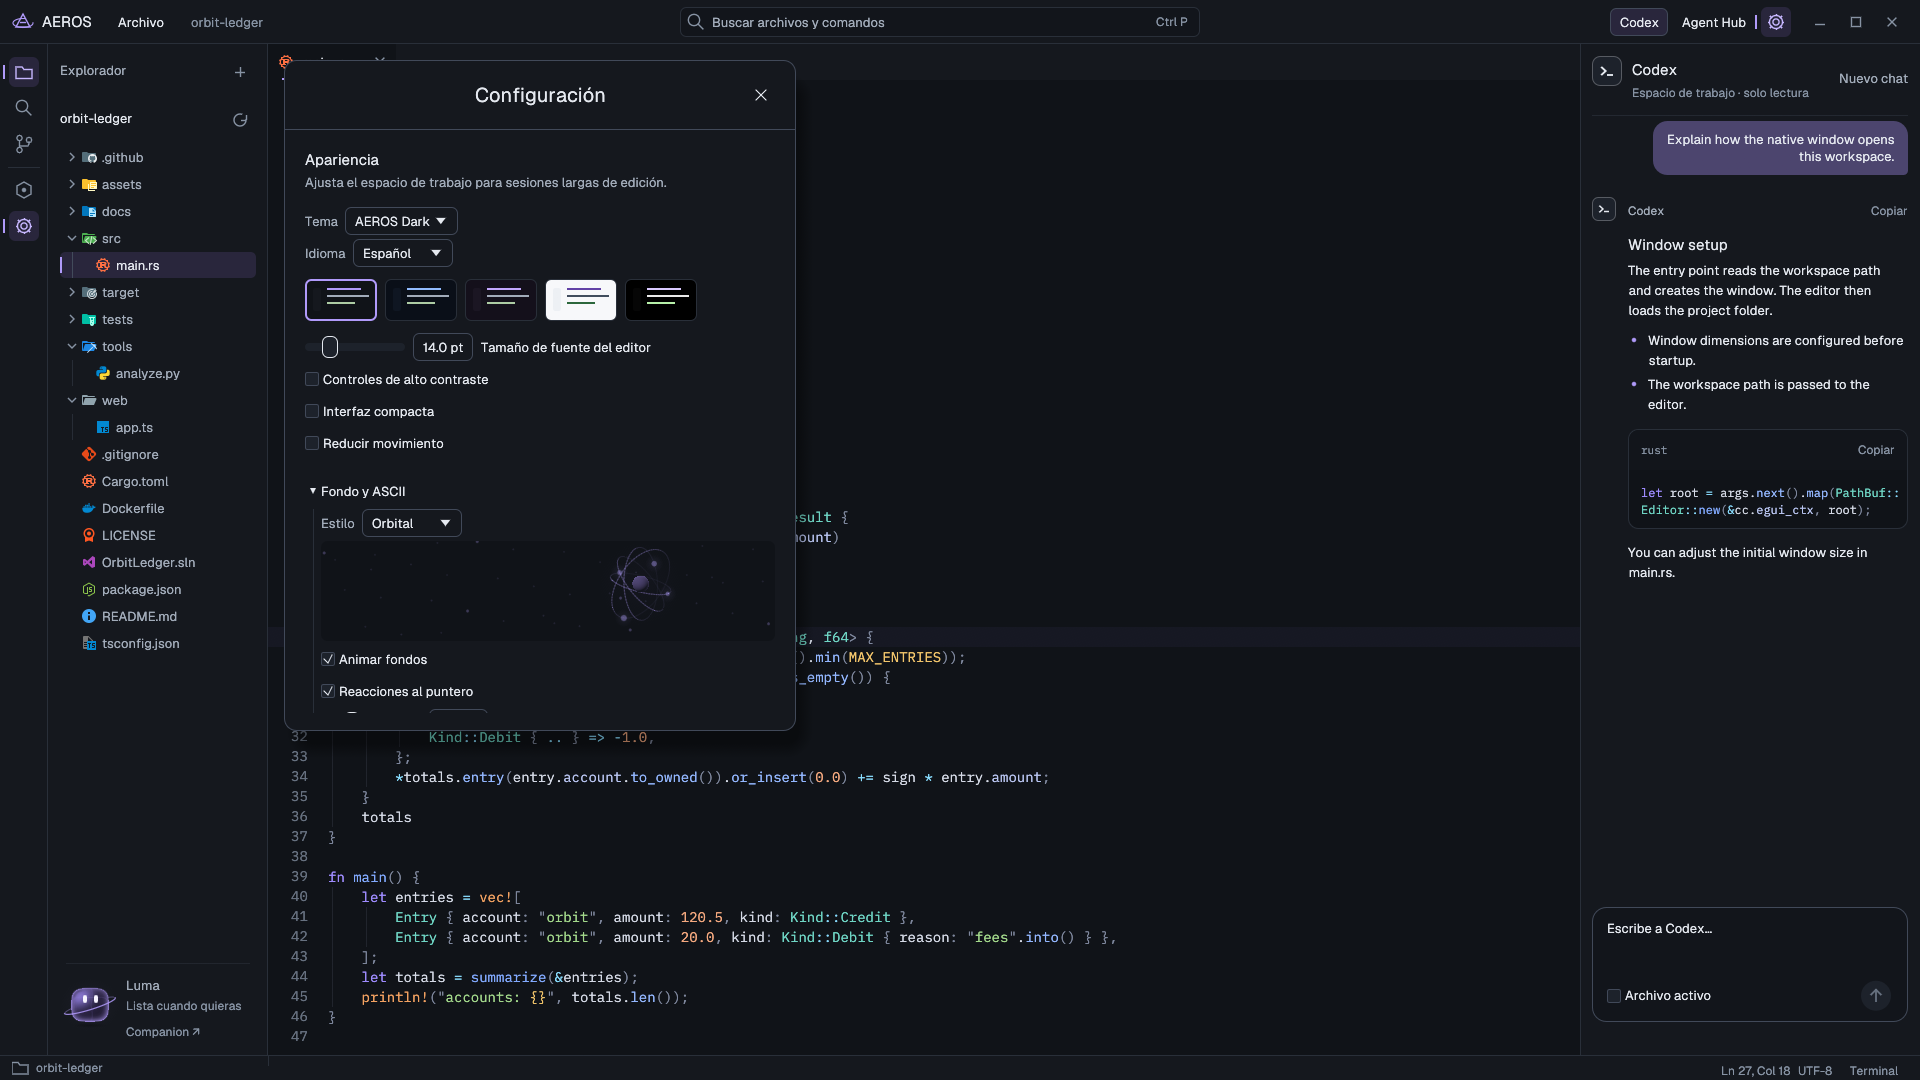 AEROS Archivo orbit-ledger
Buscar archivos y comandos Ctrl P
Codex Agent Hub
Explorador
orbit-ledger
.github
assets
docs
src
main.rs
target
tests
tools
analyze.py
web
app.ts
.gitignore
Cargo.toml
Dockerfile
LICENSE
OrbitLedger.sln
package.json
README.md
tsconfig.json
Luma
Lista cuando quieras
Companion ↗
Configuración
Apariencia
Ajusta el espacio de trabajo para sesiones largas de edición.
Tema AEROS Dark
Idioma Español
14.0 pt Tamaño de fuente del editor
Controles de alto contraste
Interfaz compacta
Reducir movimiento
Fondo y ASCII
Estilo Orbital
Animar fondos
Reacciones al puntero
{
)
, f64> {
).min(MAX_ENTRIES));
_empty()) {
32 Kind::Debit { .. } => -1.0,
33 };
34 *totals.entry(entry.account.to_owned()).or_insert(0.0) += sign * entry.amount;
35 }
36 totals
37 }
38
39 fn main() {
40 let entries = vec![
41 Entry { account: "orbit", amount: 120.5, kind: Kind::Credit },
42 Entry { account: "orbit", amount: 20.0, kind: Kind::Debit { reason: "fees".into() } },
43 ];
44 let totals = summarize(&entries);
45 println!("accounts: {}", totals.len());
46 }
47
Codex
Espacio de trabajo · solo lectura
Nuevo chat
Explain how the native window opens
this workspace.
Codex Copiar
Window setup
The entry point reads the workspace path
and creates the window. The editor then
loads the project folder.
• Window dimensions are configured before
startup.
• The workspace path is passed to the
editor.
rust Copiar
let root = args.next().map(PathBuf::
Editor::new(&cc.egui_ctx, root);
You can adjust the initial window size in
main.rs.
Escribe a Codex…
Archivo activo
orbit-ledger
Ln 27, Col 18 UTF-8 Terminal